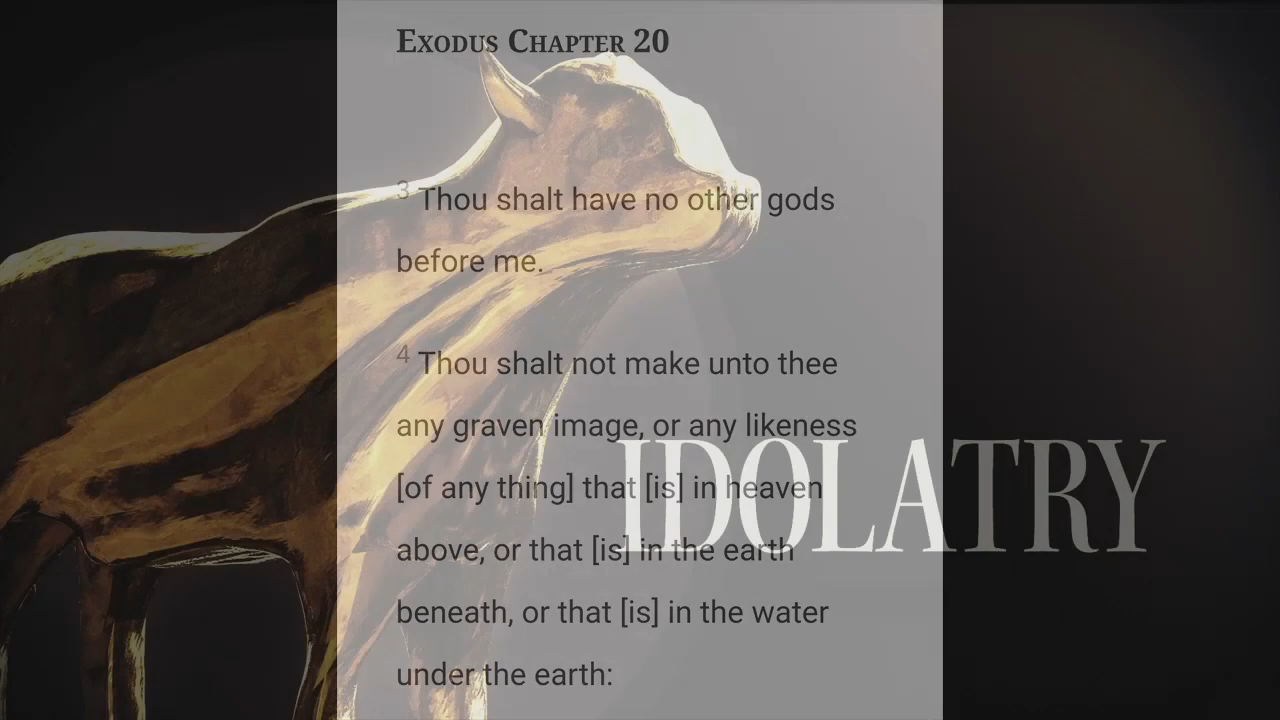 Exodus Chapter 20
3 Thou shalt have no other gods
before me.
4 Thou shalt not make unto thee
any graven image, or any likeness
[of any thing] that [is] in heaven
above, or that [is] in the earth
beneath, or that [is] in the water
under the earth:
IDOLATRY